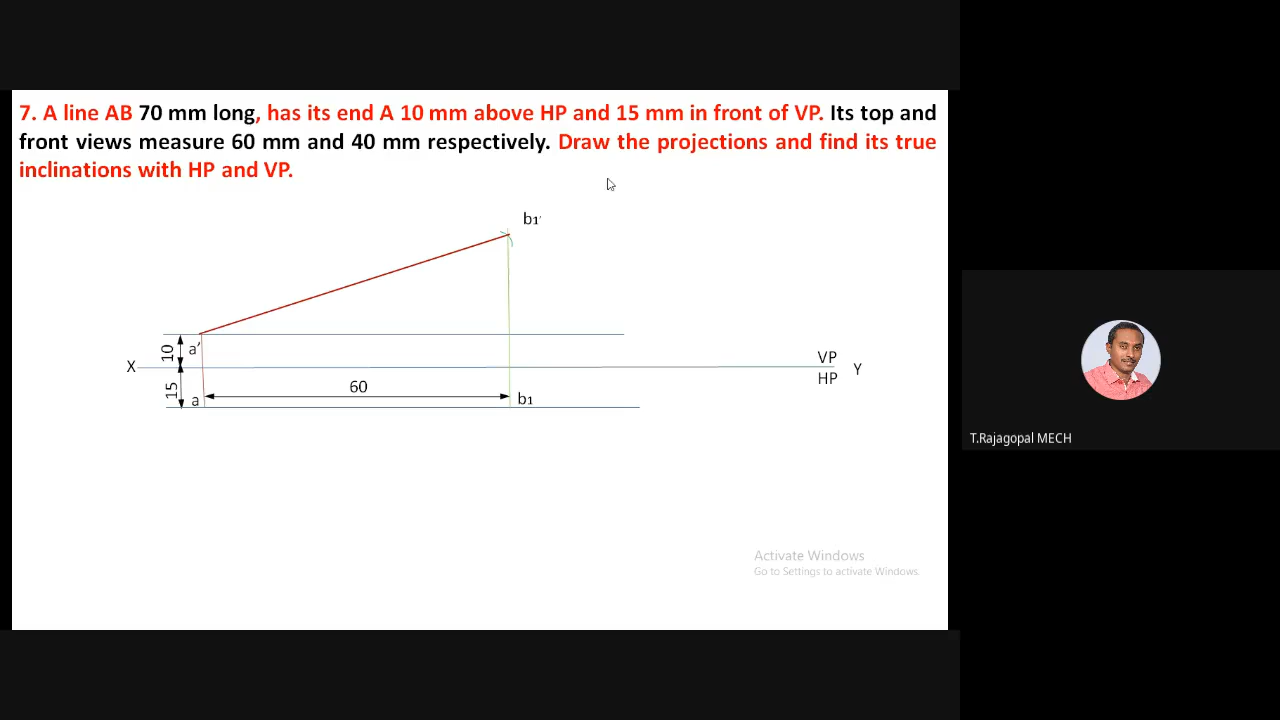 7. A line AB 70 mm long, has its end A 10 mm above HP and 15 mm in front of VP. Its top and
front views measure 60 mm and 40 mm respectively. Draw the projections and find its true
inclinations with HP and VP.
b1'
10
a'
X
VP
HP
Y
15
60
a
b1
T.Rajagopal MECH
Activate Windows
Go to Settings to activate Windows.